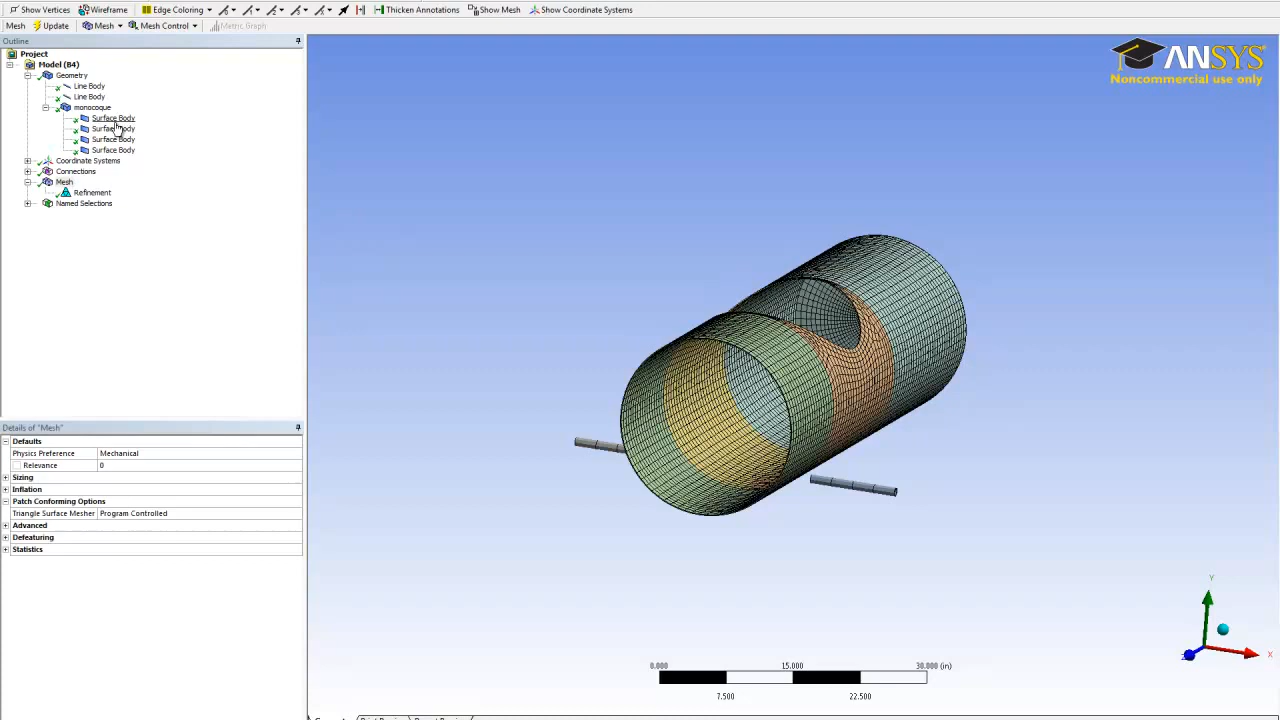 Show Vertices Wireframe Edge Coloring Thicken Annotations Show Mesh Show Coordinate Systems
Mesh Update Mesh Mesh Control Metric Graph
Outline
Project
Model (B4)
Geometry
Line Body
Line Body
monocoque
Surface Body
Surface Body
Surface Body
Surface Body
Coordinate Systems
Connections
Mesh
Refinement
Named Selections
Details of "Mesh"
Defaults
Physics Preference Mechanical
Relevance 0
Sizing
Inflation
Patch Conforming Options
Triangle Surface Mesher Program Controlled
Advanced
Defeaturing
Statistics
ANSYS
Noncommercial use only
0.000 15.000 30.000 (in)
7.500 22.500
Y
X
Z